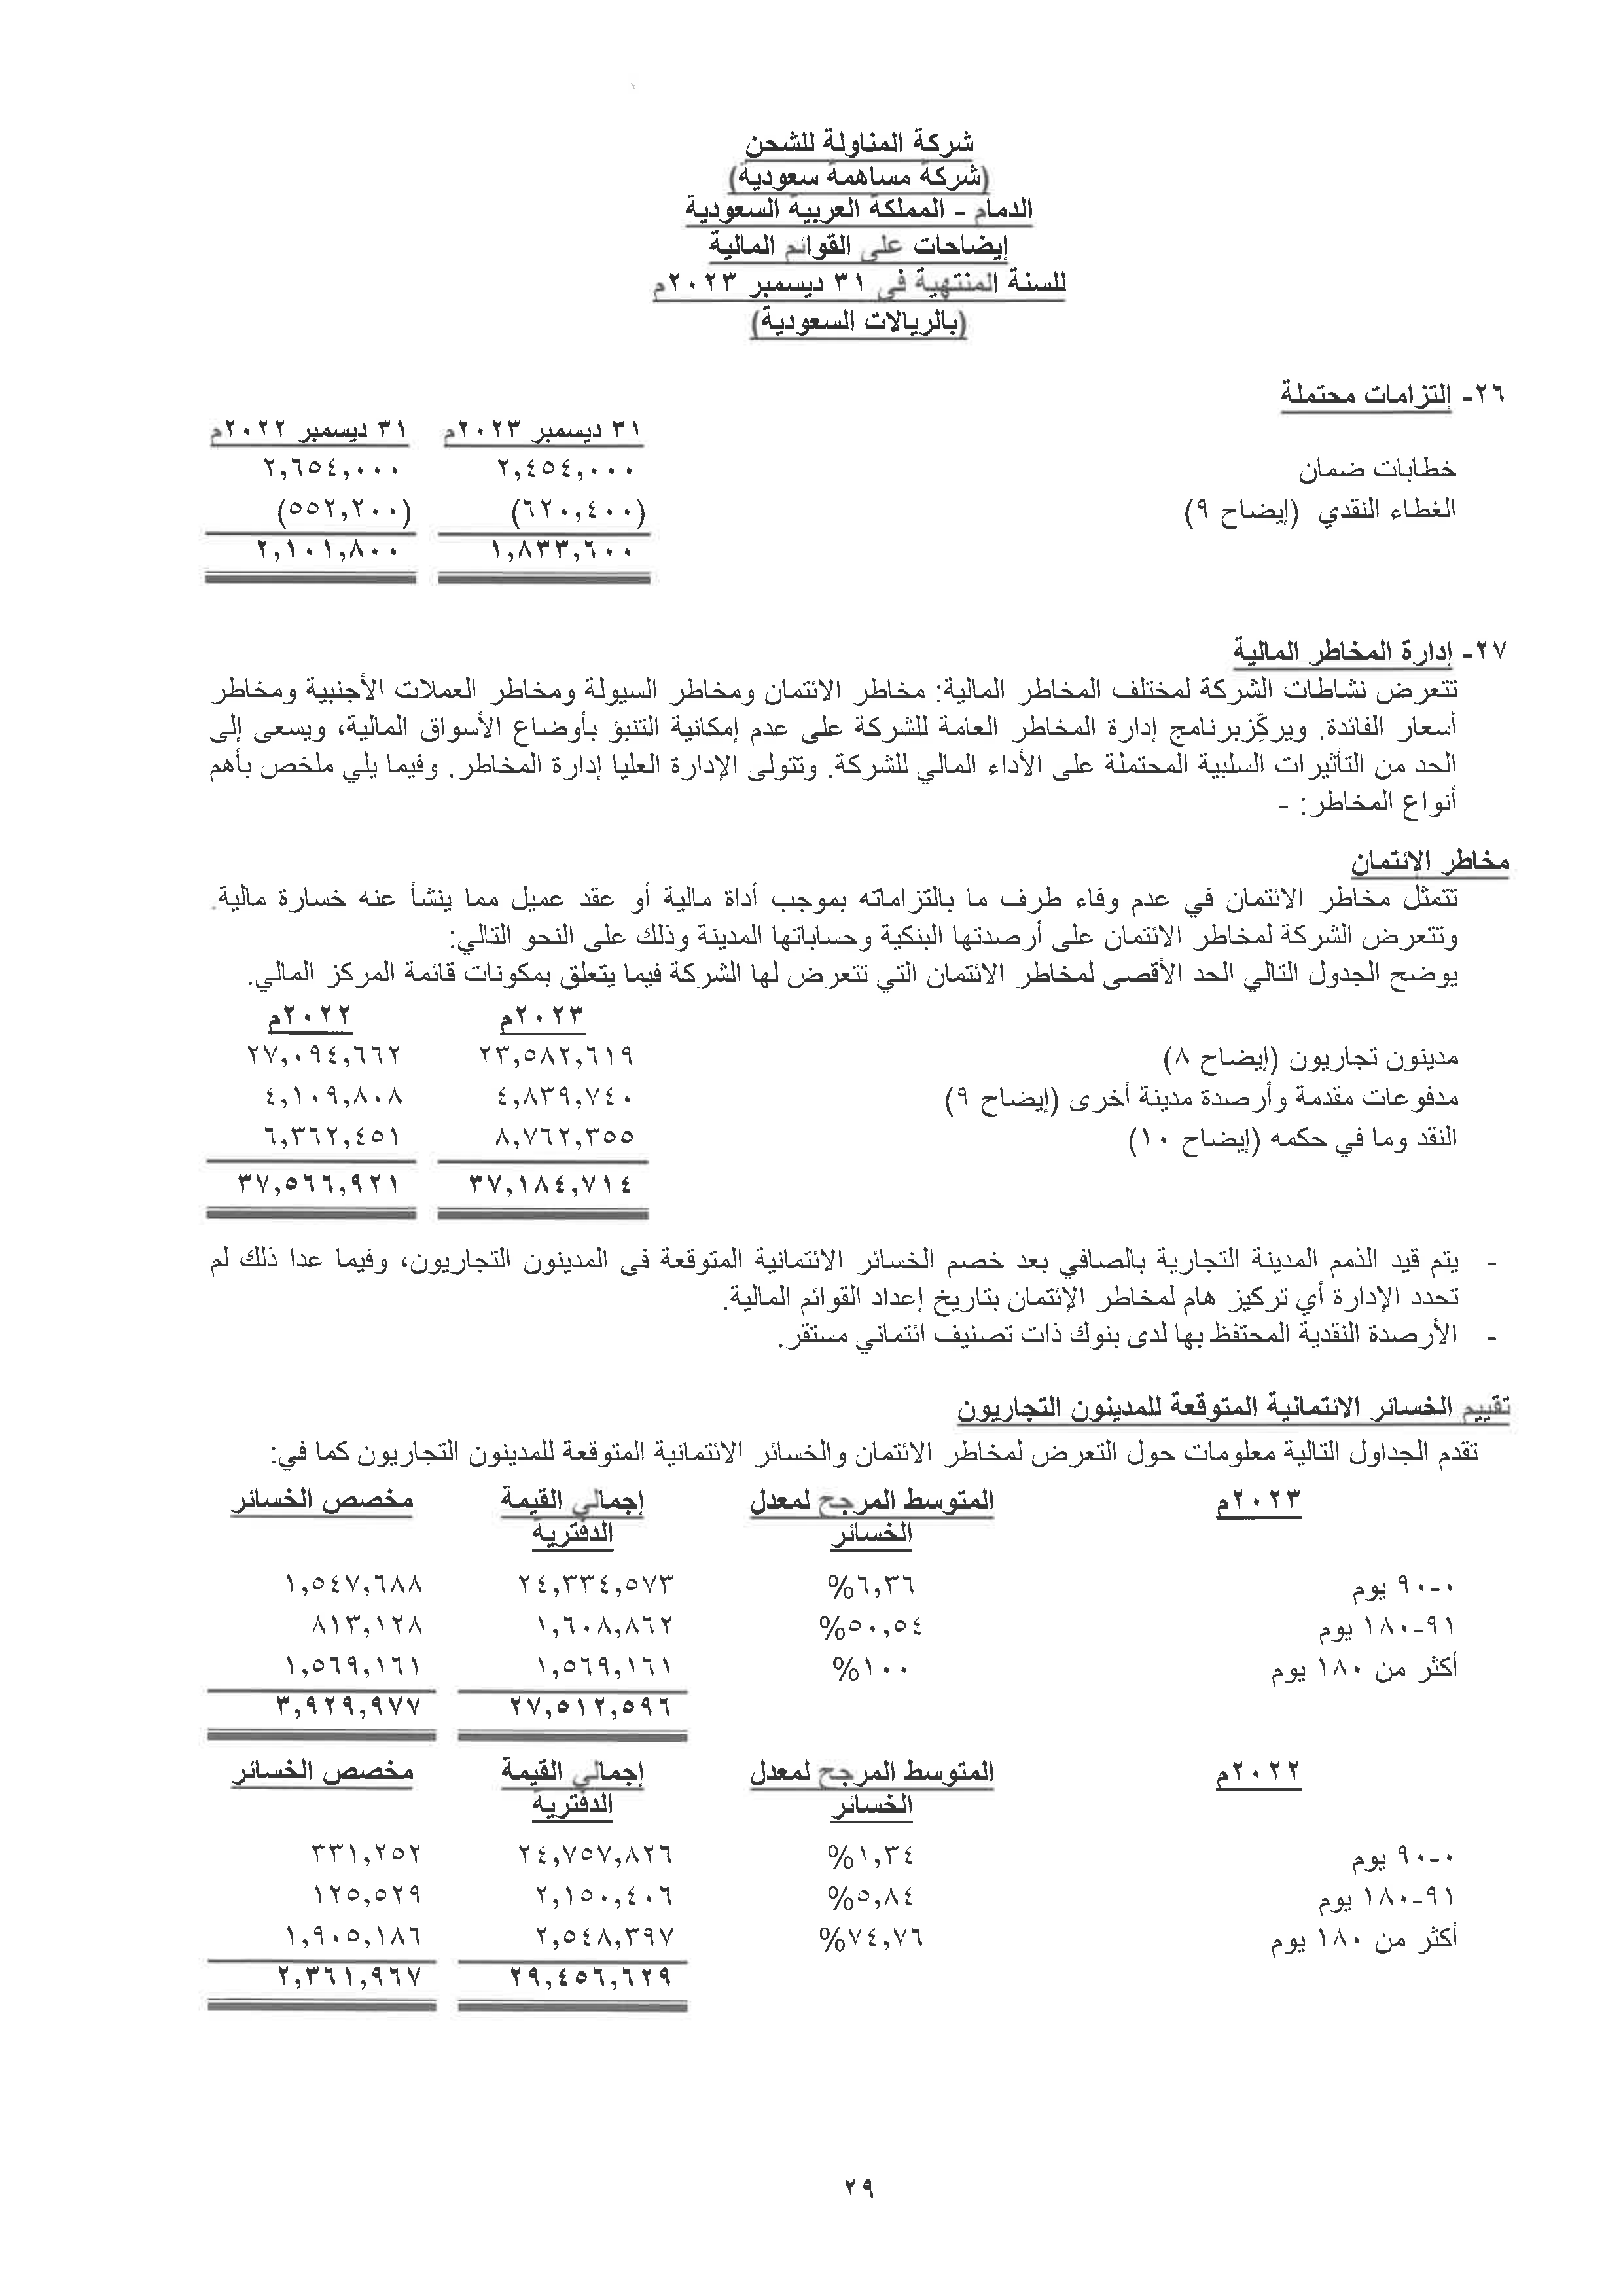 شركة المناولة للشحن
(شركة مساهمة سعودية)
الدمام - المملكة العربية السعودية
إيضاحات على القوائم المالية
للسنة المنتهية في ٣١ ديسمبر ٢٠٢٣م
(بالريالات السعودية)
٢٦- إلتزامات محتملة
٣١ ديسمبر ٢٠٢٣م ٣١ ديسمبر ٢٠٢٢م
خطابات ضمان ٢,٤٥٤,٠٠٠ ٢,٦٥٤,٠٠٠
الغطاء النقدي (إيضاح ٩) (٦٢٠,٤٠٠) (٥٥٢,٢٠٠)
١,٨٣٣,٦٠٠ ٢,١٠١,٨٠٠
٢٧- إدارة المخاطر المالية
تتعرض نشاطات الشركة لمختلف المخاطر المالية: مخاطر الائتمان ومخاطر السيولة ومخاطر العملات الأجنبية ومخاطر
أسعار الفائدة. ويركِّزبرنامج إدارة المخاطر العامة للشركة على عدم إمكانية التنبؤ بأوضاع الأسواق المالية، ويسعى إلى
الحد من التأثيرات السلبية المحتملة على الأداء المالي للشركة. وتتولى الإدارة العليا إدارة المخاطر. وفيما يلي ملخص بأهم
أنواع المخاطر: -
مخاطر الإئتمان
تتمثل مخاطر الائتمان في عدم وفاء طرف ما بالتزاماته بموجب أداة مالية أو عقد عميل مما ينشأ عنه خسارة مالية.
وتتعرض الشركة لمخاطر الائتمان على أرصدتها البنكية وحساباتها المدينة وذلك على النحو التالي:
يوضح الجدول التالي الحد الأقصى لمخاطر الائتمان التي تتعرض لها الشركة فيما يتعلق بمكونات قائمة المركز المالي.
٢٠٢٣م ٢٠٢٢م
مدينون تجاريون (إيضاح ٨) ٢٣,٥٨٢,٦١٩ ٢٧,٠٩٤,٦٦٢
مدفوعات مقدمة وأرصدة مدينة أخرى (إيضاح ٩) ٤,٨٣٩,٧٤٠ ٤,١٠٩,٨٠٨
النقد وما في حكمه (إيضاح ١٠) ٨,٧٦٢,٣٥٥ ٦,٣٦٢,٤٥١
٣٧,١٨٤,٧١٤ ٣٧,٥٦٦,٩٢١
- يتم قيد الذمم المدينة التجارية بالصافي بعد خصم الخسائر الائتمانية المتوقعة فى المدينون التجاريون، وفيما عدا ذلك لم
تحدد الإدارة أي تركيز هام لمخاطر الإئتمان بتاريخ إعداد القوائم المالية.
- الأرصدة النقدية المحتفظ بها لدى بنوك ذات تصنيف ائتماني مستقر.
تقييم الخسائر الائتمانية المتوقعة للمدينون التجاريون
تقدم الجداول التالية معلومات حول التعرض لمخاطر الائتمان والخسائر الائتمانية المتوقعة للمدينون التجاريون كما في:
٢٠٢٣م المتوسط المرجح لمعدل إجمالي القيمة مخصص الخسائر
الخسائر الدفترية
٠-٩٠ يوم ٦,٣٦% ٢٤,٣٣٤,٥٧٣ ١,٥٤٧,٦٨٨
٩١-١٨٠ يوم ٥٠,٥٤% ١,٦٠٨,٨٦٢ ٨١٣,١٢٨
أكثر من ١٨٠ يوم ١٠٠% ١,٥٦٩,١٦١ ١,٥٦٩,١٦١
٢٧,٥١٢,٥٩٦ ٣,٩٢٩,٩٧٧
٢٠٢٢م المتوسط المرجح لمعدل إجمالي القيمة مخصص الخسائر
الخسائر الدفترية
٠-٩٠ يوم ١,٣٤% ٢٤,٧٥٧,٨٢٦ ٣٣١,٢٥٢
٩١-١٨٠ يوم ٥,٨٤% ٢,١٥٠,٤٠٦ ١٢٥,٥٢٩
أكثر من ١٨٠ يوم ٧٤,٧٦% ٢,٥٤٨,٣٩٧ ١,٩٠٥,١٨٦
٢٩,٤٥٦,٦٢٩ ٢,٣٦١,٩٦٧
٢٩